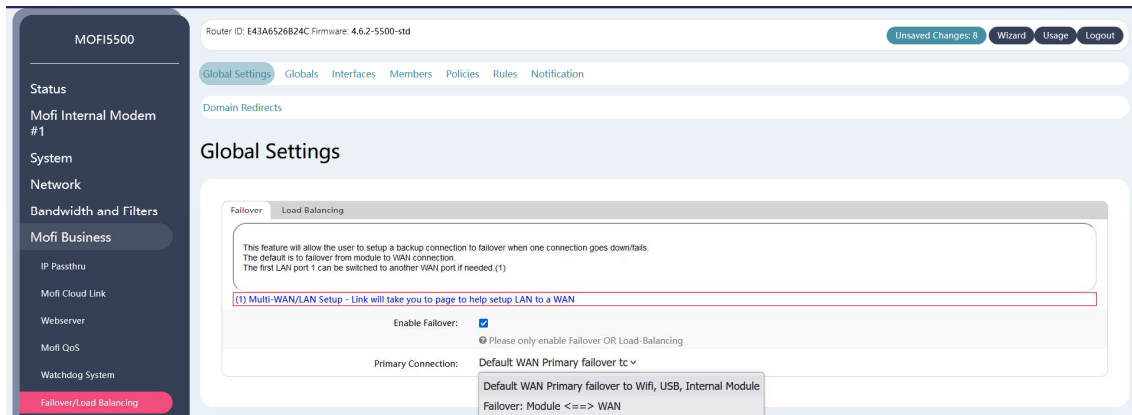 MOFI5500
Status
Mofi Internal Modem
#1
System
Network
Bandwidth and Filters
Mofi Business
IP Passthru
Mofi Cloud Link
Webserver
Mofi QoS
Watchdog System
Failover/Load Balancing
Router ID: E43A6526B24C Firmware: 4.6.2-5500-std
Unsaved Changes: 8 Wizard Usage Logout
Global Settings Globals Interfaces Members Policies Rules Notification
Domain Redirects
Global Settings
Failover Load Balancing
This feature will allow the user to setup a backup connection to failover when one connection goes down/fails.
The default is to failover from module to WAN connection.
The first LAN port 1 can be switched to another WAN port if needed.(1)
(1) Multi-WAN/LAN Setup - Link will take you to page to help setup LAN to a WAN
Enable Failover:
Please only enable Failover OR Load-Balancing
Primary Connection: Default WAN Primary failover tc
Default WAN Primary failover to Wifi, USB, Internal Module
Failover: Module <==> WAN